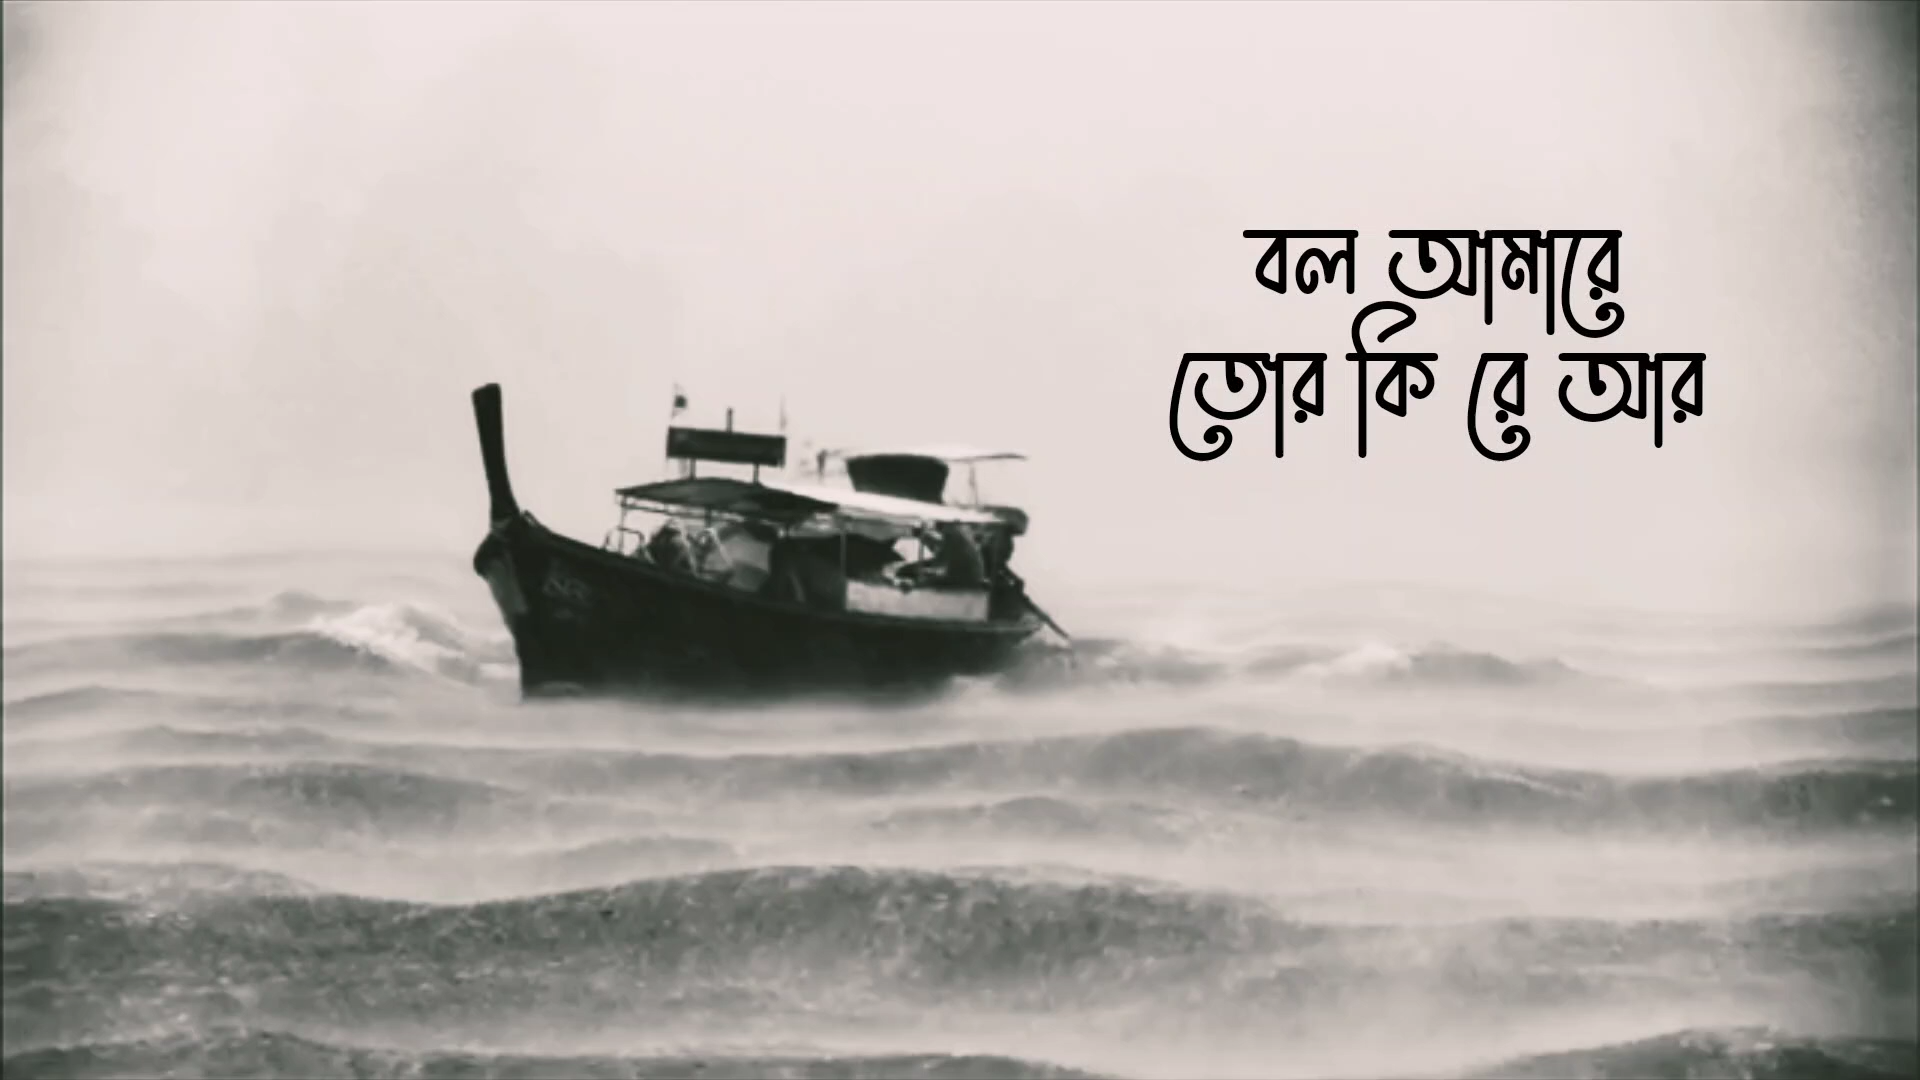 বল আমারে
তোর কি রে আর